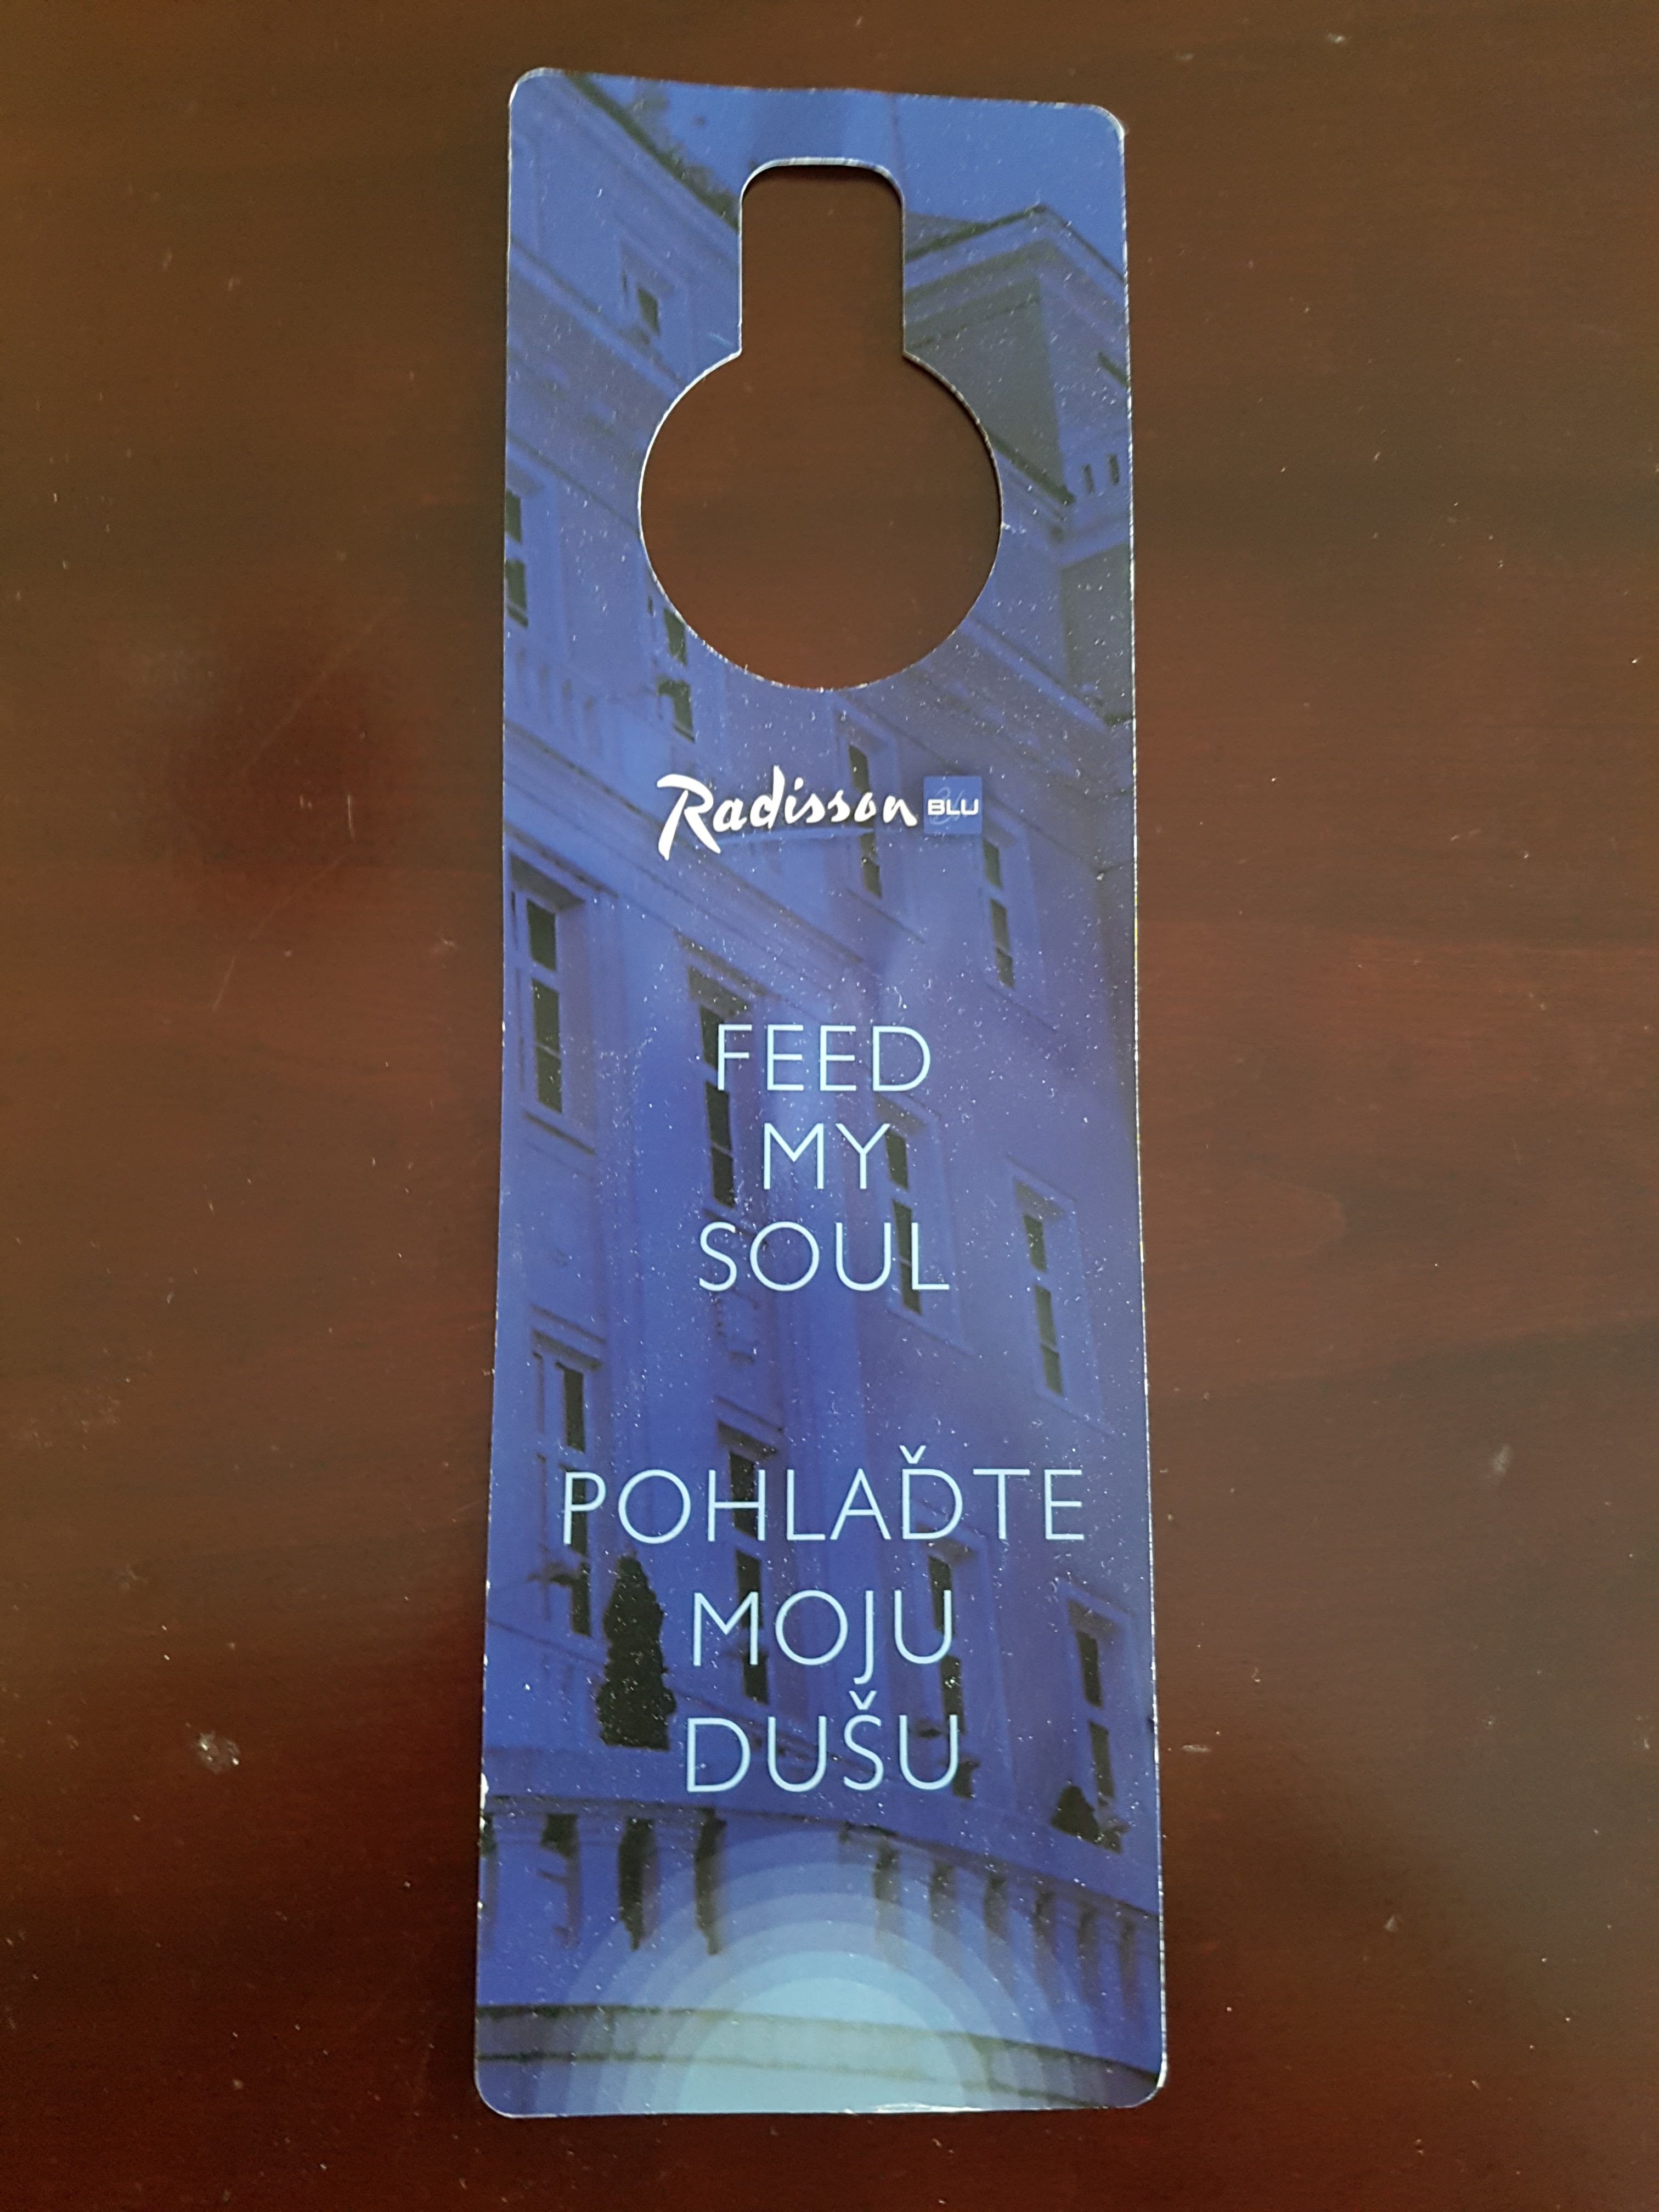 Radisson BLU
FEED
MY
SOUL
POHLAĎTE
MOJU
DUŠU